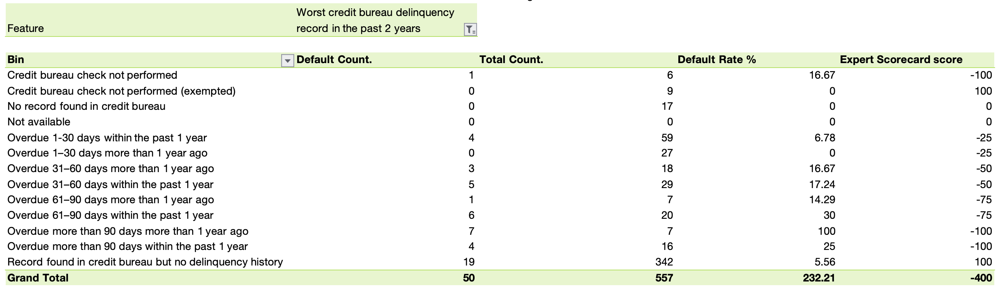 Worst credit bureau delinquency
Feature record in the past 2 years
Bin Default Count. Total Count. Default Rate % Expert Scorecard score
Credit bureau check not performed 1 6 16.67 -100
Credit bureau check not performed (exempted) 0 9 0 100
No record found in credit bureau 0 17 0 0
Not available 0 0 0 0
Overdue 1-30 days within the past 1 year 4 59 6.78 -25
Overdue 1–30 days more than 1 year ago 0 27 0 -25
Overdue 31–60 days more than 1 year ago 3 18 16.67 -50
Overdue 31–60 days within the past 1 year 5 29 17.24 -50
Overdue 61–90 days more than 1 year ago 1 7 14.29 -75
Overdue 61–90 days within the past 1 year 6 20 30 -75
Overdue more than 90 days more than 1 year ago 7 7 100 -100
Overdue more than 90 days within the past 1 year 4 16 25 -100
Record found in credit bureau but no delinquency history 19 342 5.56 100
Grand Total 50 557 232.21 -400